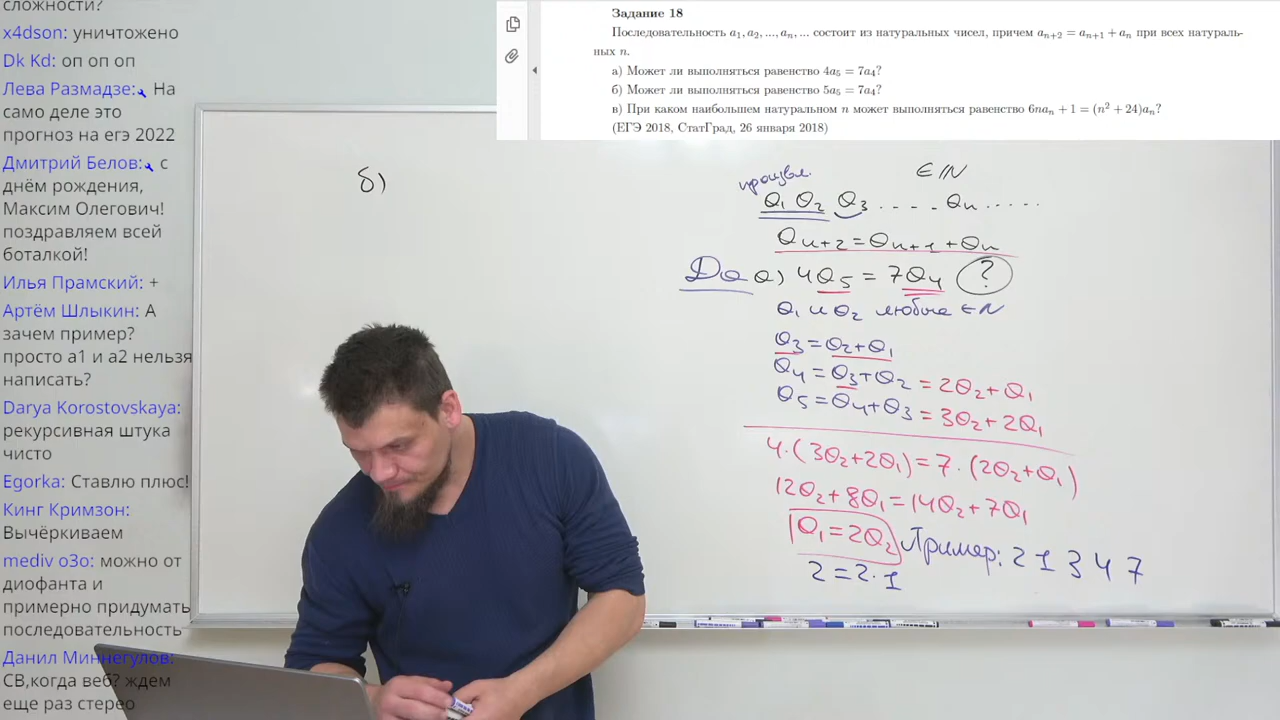 сложности?
x4dson: уничтожено
Dk Kd: оп оп оп
Лева Размадзе: На
само деле это
прогноз на егэ 2022
Дмитрий Белов: с
днём рождения,
Максим Олегович!
поздравляем всей
боталкой!
Илья Прамский: +
Артём Шлыкин: А
зачем пример?
просто а1 и а2 нельзя
написать?
Darya Korostovskaya:
рекурсивная штука
чисто
Egorka: Ставлю плюс!
Кинг Кримзон:
Вычёркиваем
mediv o3o: можно от
диофанта и
примерно придумать
последовательность
Данил Миннегулов:
СВ,когда веб? ждем
еще раз стерео
Задание 18
Последовательность a₁, a₂, ..., aₙ, ... состоит из натуральных чисел, причем aₙ₊₂ = aₙ₊₁ + aₙ при всех натураль-
ных n.
а) Может ли выполняться равенство 4a₅ = 7a₄?
б) Может ли выполняться равенство 5a₅ = 7a₄?
в) При каком наибольшем натуральном n может выполняться равенство 6naₙ + 1 = (n² + 24)aₙ?
(ЕГЭ 2018, СтатГрад, 26 января 2018)
б)
произвл. ∈ ℕ
a₁ a₂ a₃ .... aₙ .....
aₙ₊₂ = aₙ₊₁ + aₙ
Да а) 4a₅ = 7a₄ ?
a₁ и a₂ любые ∈ N
a₃ = a₂ + a₁
a₄ = a₃ + a₂ = 2a₂ + a₁
a₅ = a₄ + a₃ = 3a₂ + 2a₁
4·(3a₂+2a₁) = 7·(2a₂+a₁)
12a₂ + 8a₁ = 14a₂ + 7a₁
a₁ = 2a₂ Пример: 2 1 3 4 7
2 = 2·1